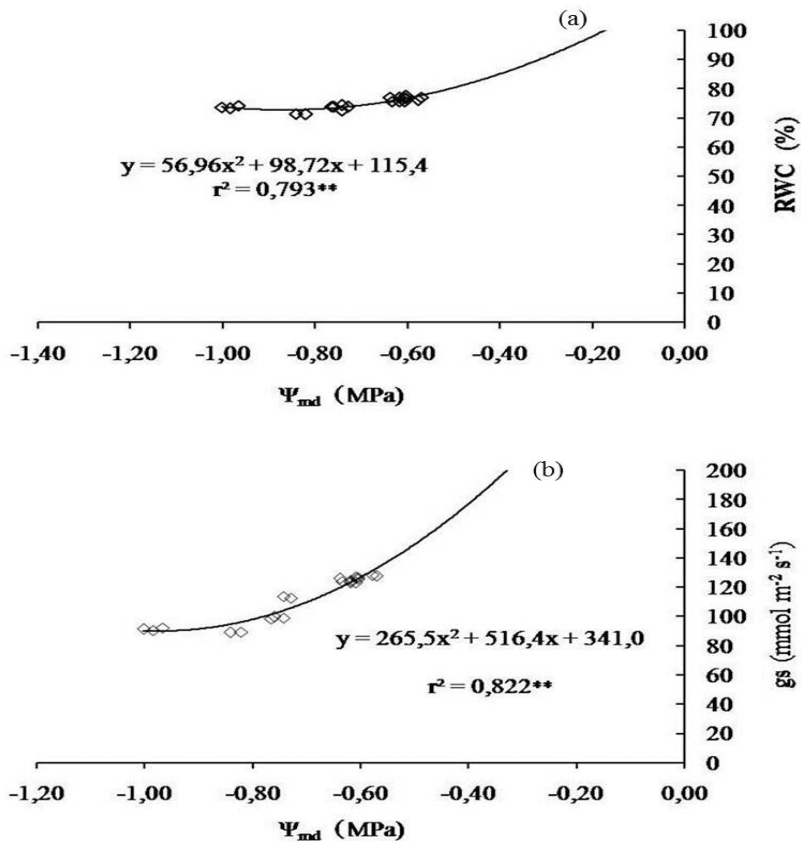 (a)
100
90
80
70
60
50
40
30
20
10
0
RWC (%)
y = 56,96x² + 98,72x + 115,4
r² = 0,793**
-1,40 -1,20 -1,00 -0,80 -0,60 -0,40 -0,20 0,00
Ψmd (MPa)
(b)
200
180
160
140
120
100
80
60
40
20
0
gs (mmol m⁻² s⁻¹)
y = 265,5x² + 516,4x + 341,0
r² = 0,822**
-1,20 -1,00 -0,80 -0,60 -0,40 -0,20 0,00
Ψmd (MPa)